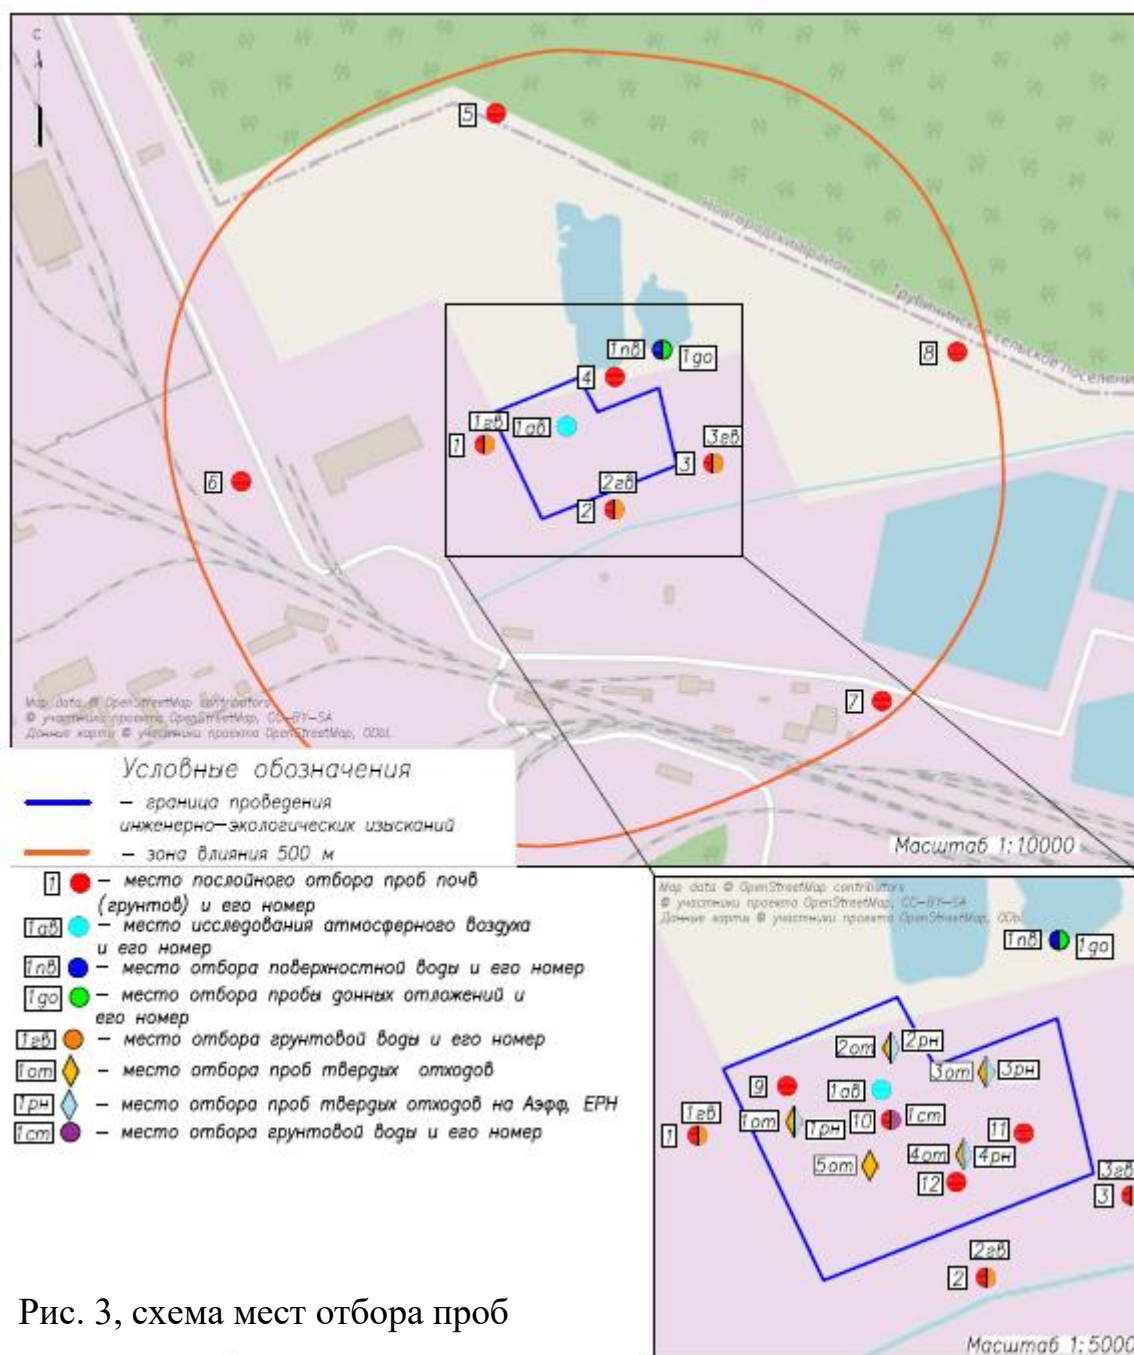 С
5
Новгородский район
Трубичинское сельское поселени
8
1пв
1до
4
1гв
1ав
1
3гв
3
6
2гв
2
7
Map data © OpenStreetMap contributors
© участники проекта OpenStreetMap, CC-BY-SA
Данные карты © участники проекта OpenStreetMap, ODbL
Масштаб 1:10000
Условные обозначения
– граница проведения
инженерно-экологических изысканий
– зона влияния 500 м
1 – место послойного отбора проб почв
(грунтов) и его номер
1ав – место исследования атмосферного воздуха
и его номер
1пв – место отбора поверхностной воды и его номер
1до – место отбора пробы донных отложений и
его номер
1гв – место отбора грунтовой воды и его номер
1от – место отбора проб твердых отходов
1рн – место отбора проб твердых отходов на Аэфф, ЕРН
1ст – место отбора грунтовой воды и его номер
Map data © OpenStreetMap contributors
© участники проекта OpenStreetMap, CC-BY-SA
Данные карты © участники проекта OpenStreetMap, ODbL
1пв
1до
2от
2рн
3от
3рн
9
1ав
1гв
1
1от
1рн
10
1ст
11
5от
4от
4рн
12
3гв
3
2гв
2
Масштаб 1:5000
Рис. 3, схема мест отбора проб